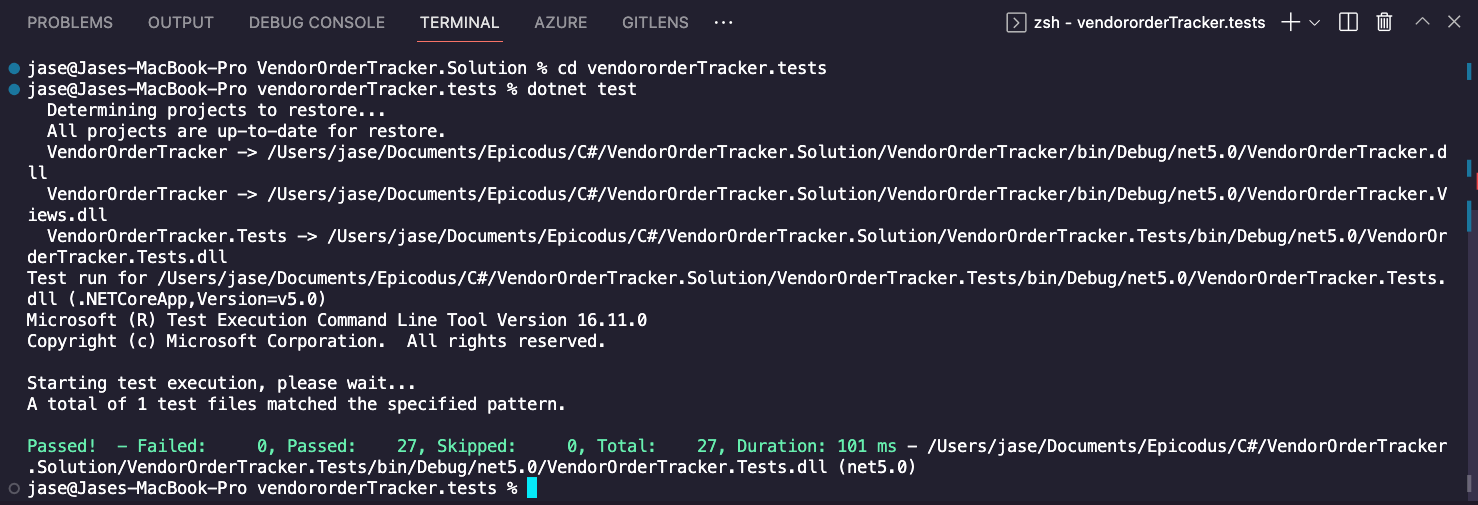 PROBLEMS OUTPUT DEBUG CONSOLE TERMINAL AZURE GITLENS ··· zsh - vendororderTracker.tests
jase@Jases-MacBook-Pro VendorOrderTracker.Solution % cd vendororderTracker.tests
jase@Jases-MacBook-Pro vendororderTracker.tests % dotnet test
  Determining projects to restore...
  All projects are up-to-date for restore.
  VendorOrderTracker -> /Users/jase/Documents/Epicodus/C#/VendorOrderTracker.Solution/VendorOrderTracker/bin/Debug/net5.0/VendorOrderTracker.d
ll
  VendorOrderTracker -> /Users/jase/Documents/Epicodus/C#/VendorOrderTracker.Solution/VendorOrderTracker/bin/Debug/net5.0/VendorOrderTracker.V
iews.dll
  VendorOrderTracker.Tests -> /Users/jase/Documents/Epicodus/C#/VendorOrderTracker.Solution/VendorOrderTracker.Tests/bin/Debug/net5.0/VendorOr
derTracker.Tests.dll
Test run for /Users/jase/Documents/Epicodus/C#/VendorOrderTracker.Solution/VendorOrderTracker.Tests/bin/Debug/net5.0/VendorOrderTracker.Tests.
dll (.NETCoreApp,Version=v5.0)
Microsoft (R) Test Execution Command Line Tool Version 16.11.0
Copyright (c) Microsoft Corporation.  All rights reserved.

Starting test execution, please wait...
A total of 1 test files matched the specified pattern.

Passed!  - Failed:     0, Passed:    27, Skipped:     0, Total:    27, Duration: 101 ms - /Users/jase/Documents/Epicodus/C#/VendorOrderTracker
.Solution/VendorOrderTracker.Tests/bin/Debug/net5.0/VendorOrderTracker.Tests.dll (net5.0)
jase@Jases-MacBook-Pro vendororderTracker.tests %